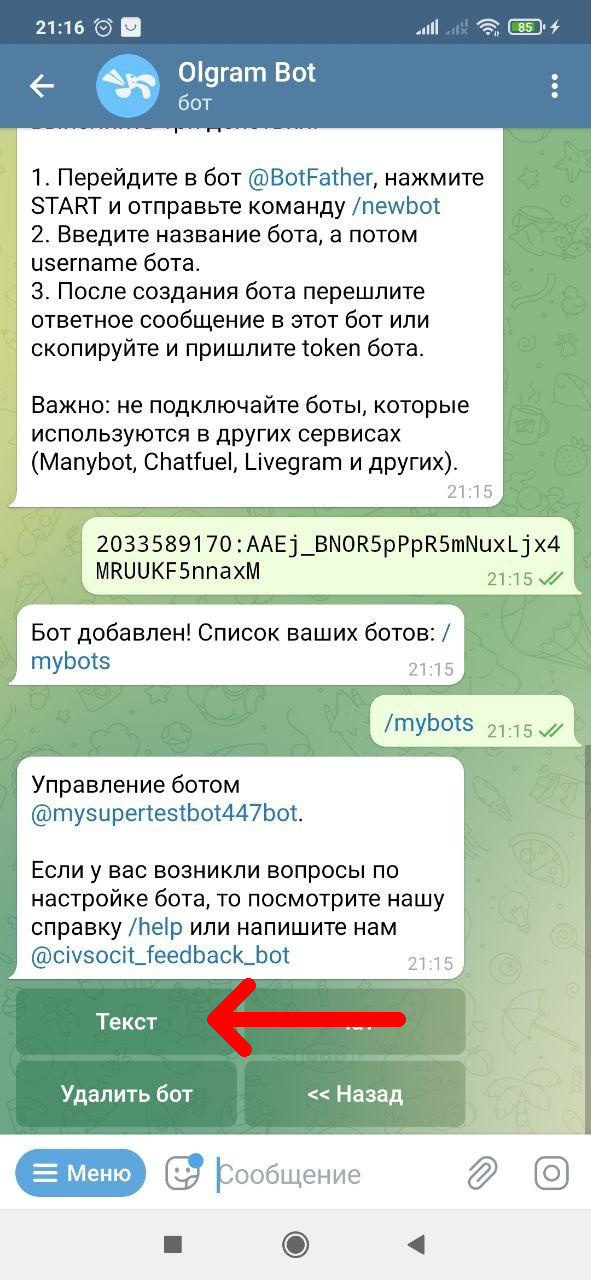 21:16
85
Olgram Bot
бот
1. Перейдите в бот @BotFather, нажмите
START и отправьте команду /newbot
2. Введите название бота, а потом
username бота.
3. После создания бота перешлите
ответное сообщение в этот бот или
скопируйте и пришлите token бота.
Важно: не подключайте боты, которые
используются в других сервисах
(Manybot, Chatfuel, Livegram и других).
21:15
2033589170:AAEj_BNOR5pPpR5mNuxLjx4
MRUUKF5nnaxM
21:15
Бот добавлен! Список ваших ботов: /
mybots
21:15
/mybots
21:15
Управление ботом
@mysupertestbot447bot.
Если у вас возникли вопросы по
настройке бота, то посмотрите нашу
справку /help или напишите нам
@civsocit_feedback_bot
21:15
Текст
Удалить бот
<< Назад
Меню
Сообщение